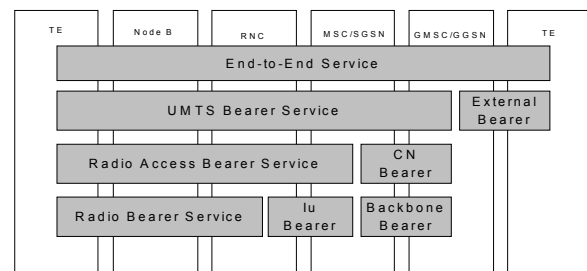 TE
Node B
RNC
MSC/SGSN
GMSC/GGSN
TE
End-to-End Service
UMTS Bearer Service
External
Bearer
Radio Access Bearer Service
CN
Bearer
Radio Bearer Service
Iu
Bearer
Backbone
Bearer